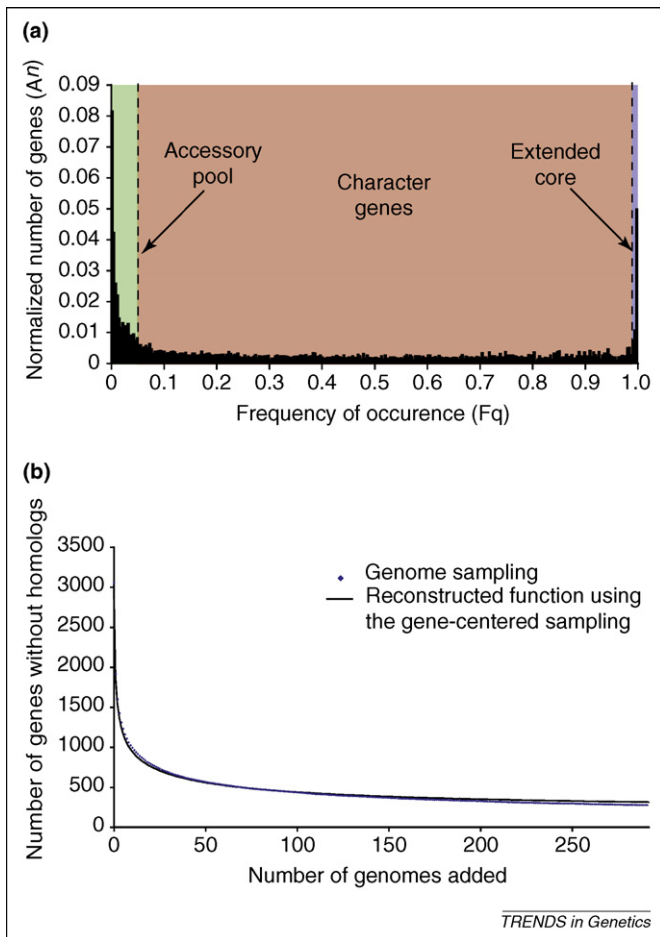 (a)
Normalized number of genes (An)
0.09
0.08
0.07
0.06
0.05
0.04
0.03
0.02
0.01
0
Accessory
pool
Character
genes
Extended
core
0 0.1 0.2 0.3 0.4 0.5 0.6 0.7 0.8 0.9 1.0
Frequency of occurence (Fq)
(b)
Number of genes without homologs
3500
3000
2500
2000
1500
1000
500
0
Genome sampling
Reconstructed function using
the gene-centered sampling
0 50 100 150 200 250
Number of genomes added
TRENDS in Genetics